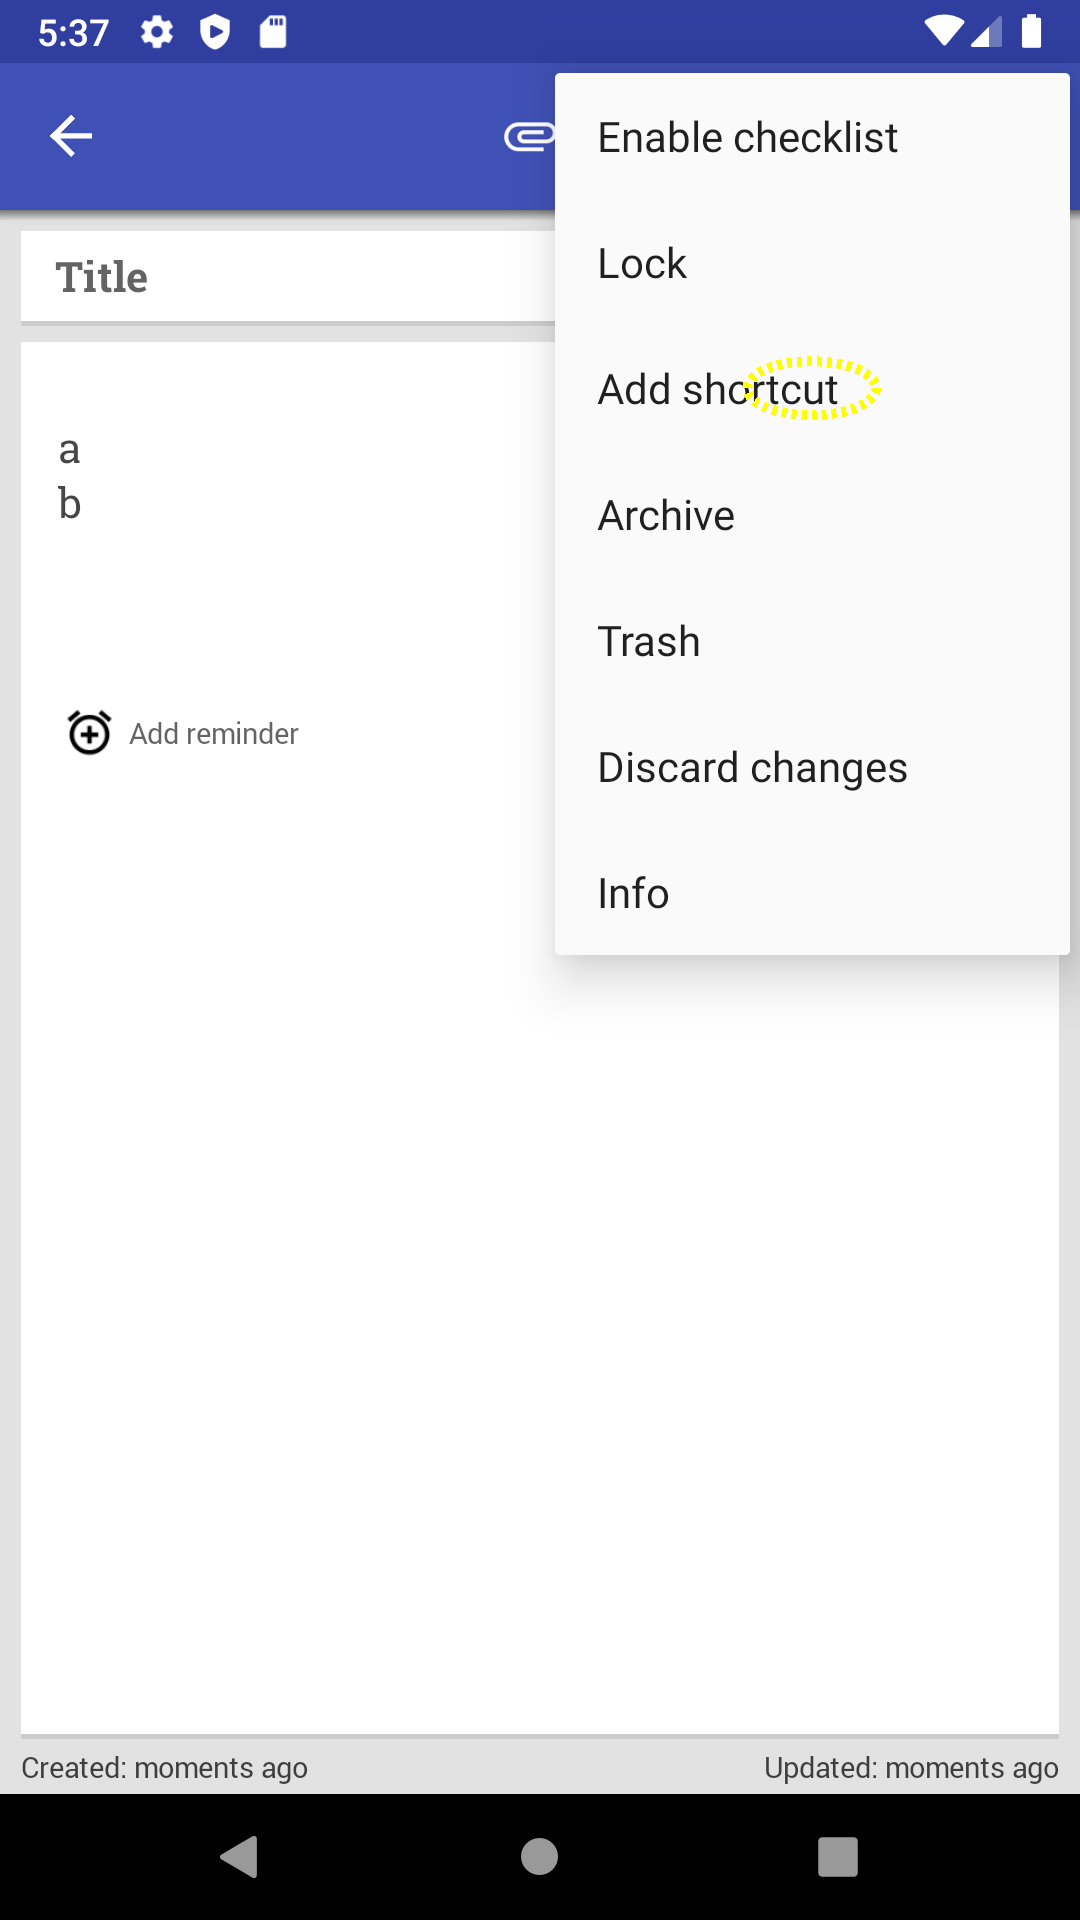 5:37
Enable checklist
Lock
Add shortcut
Archive
Trash
Discard changes
Info
Title
a
b
Add reminder
Created: moments ago
Updated: moments ago